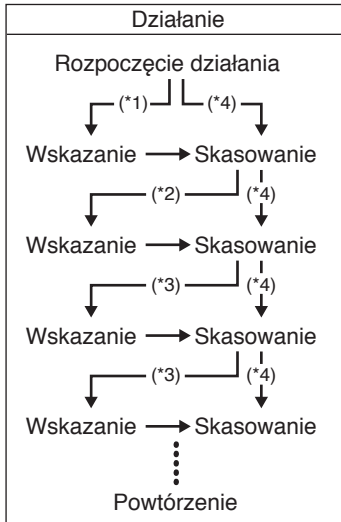 Działanie
Rozpoczęcie działania
(*1) (*4)
Wskazanie Skasowanie
(*2) (*4)
Wskazanie Skasowanie
(*3) (*4)
Wskazanie Skasowanie
(*3) (*4)
Wskazanie Skasowanie
Powtórzenie